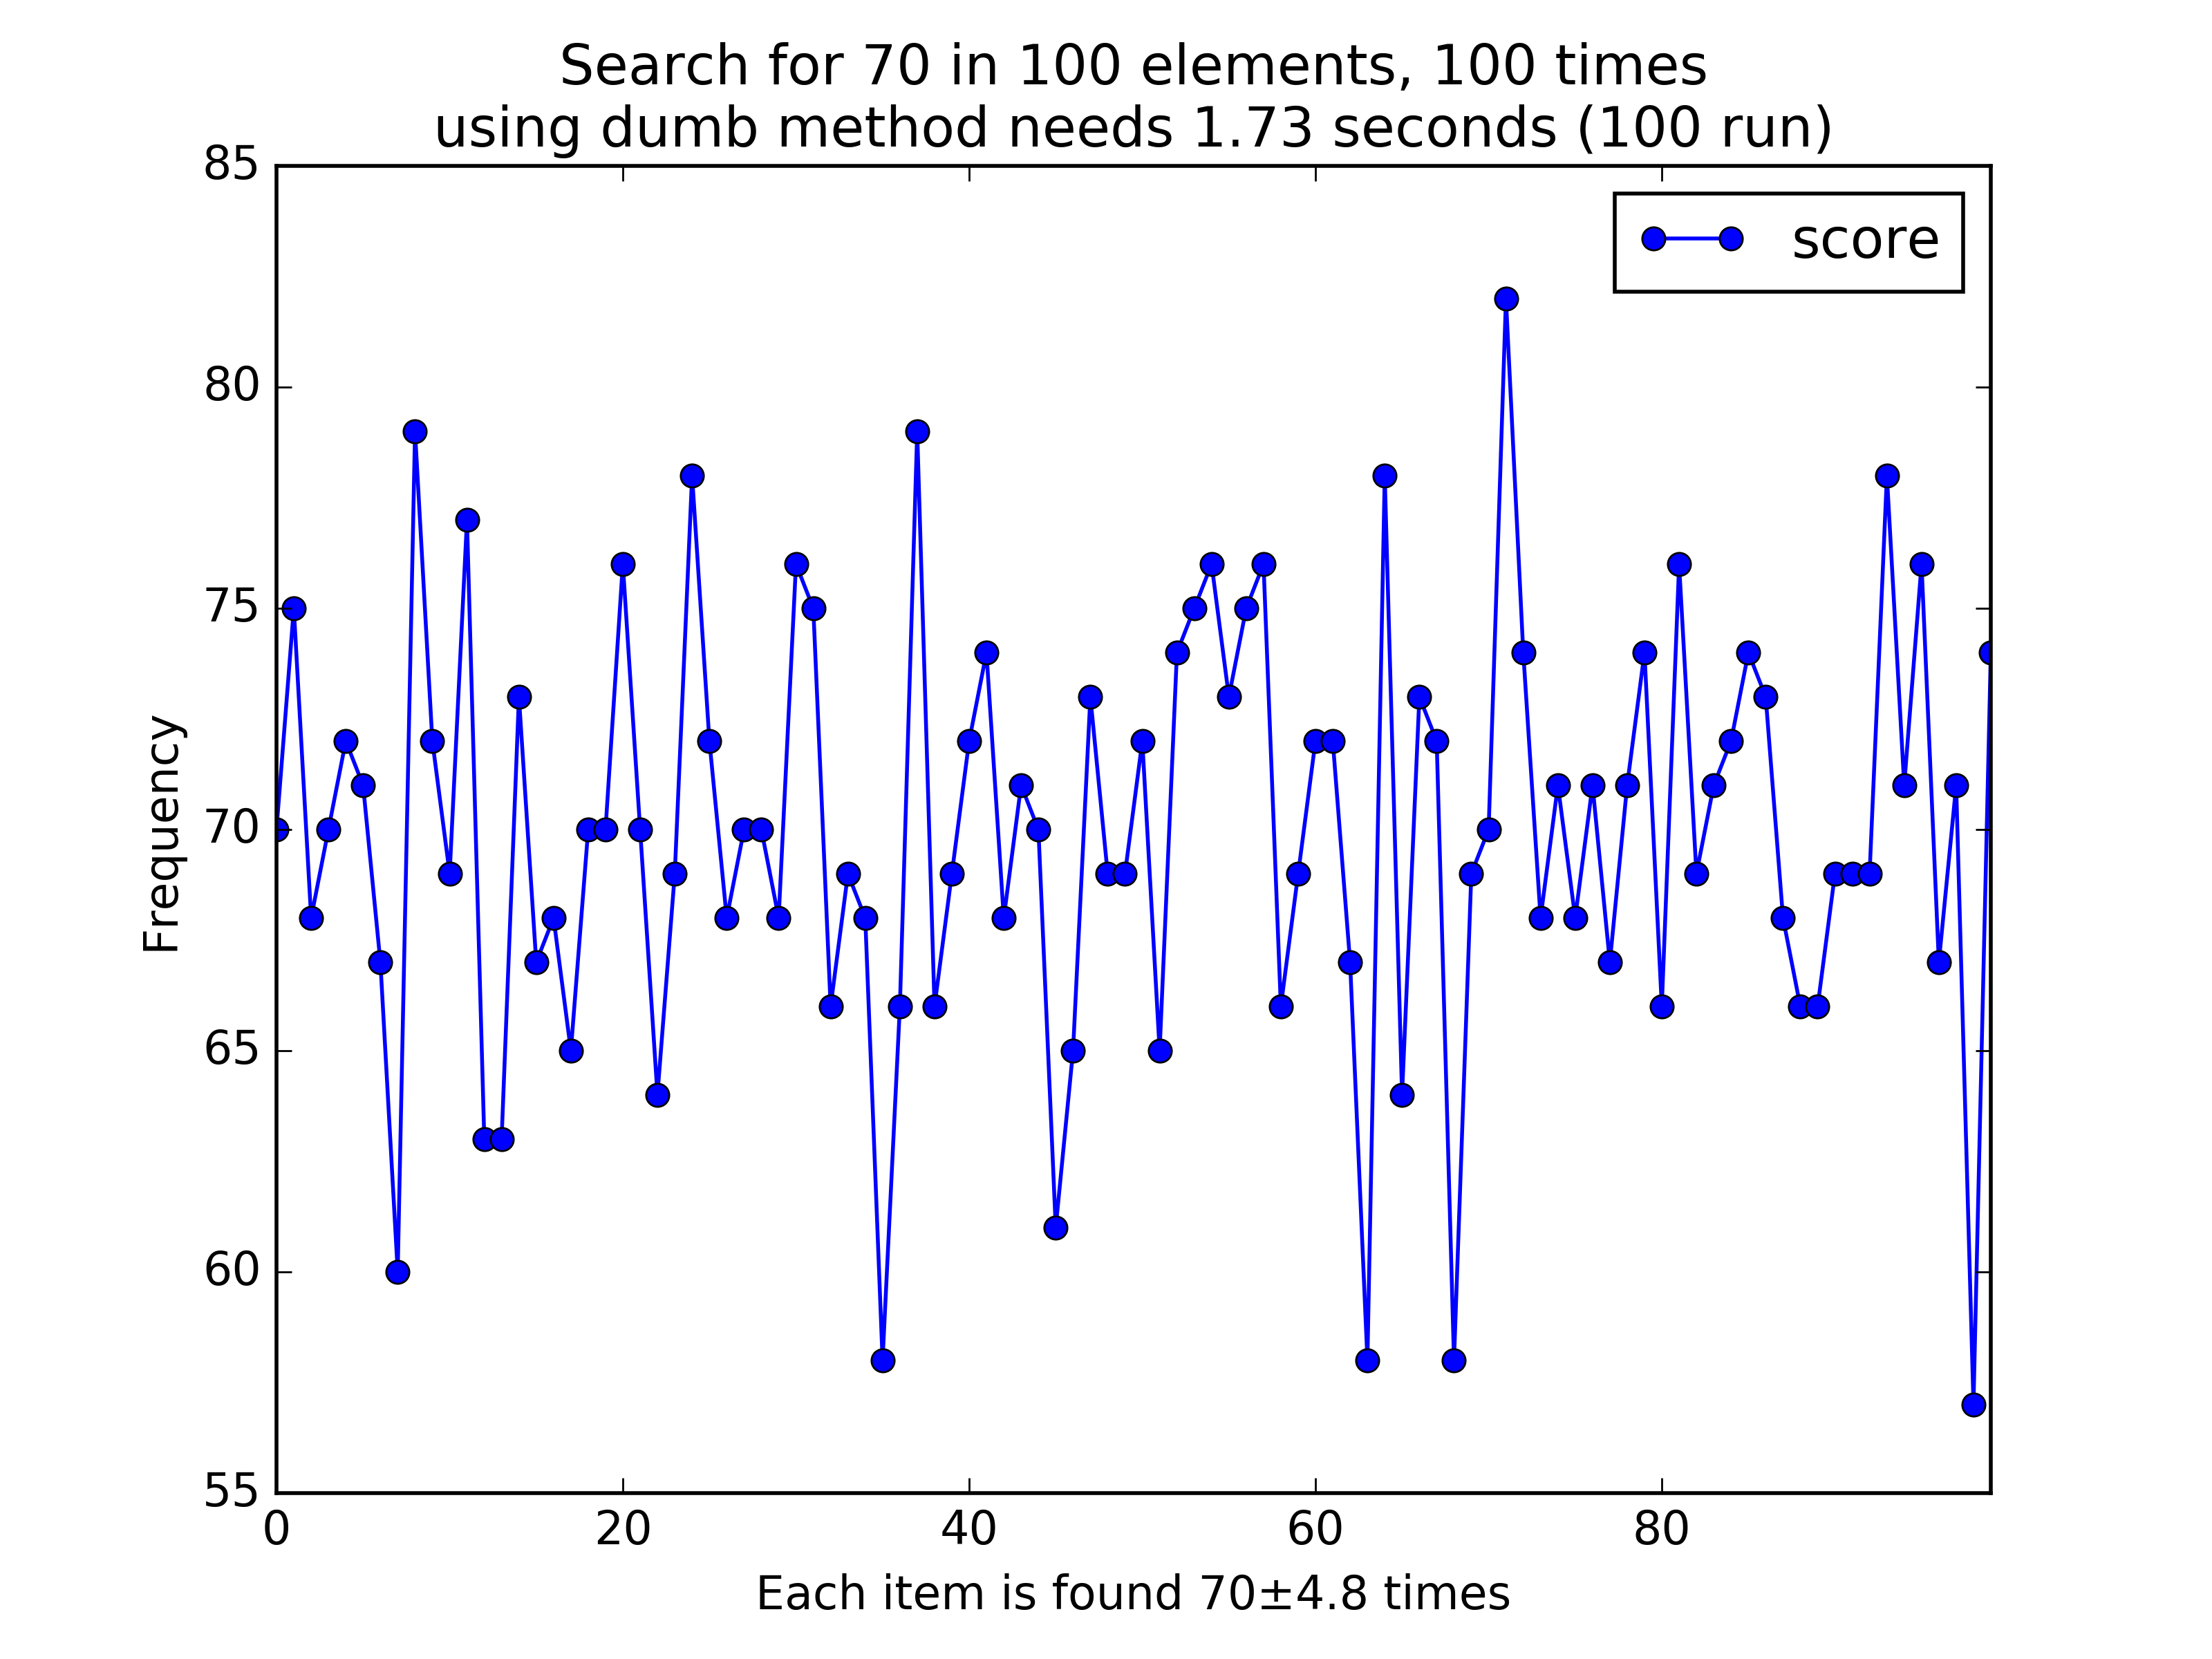 Search for 70 in 100 elements, 100 times
using dumb method needs 1.73 seconds (100 run)
85
80
75
70
65
60
55
Frequency
score
0 20 40 60 80
Each item is found 70±4.8 times